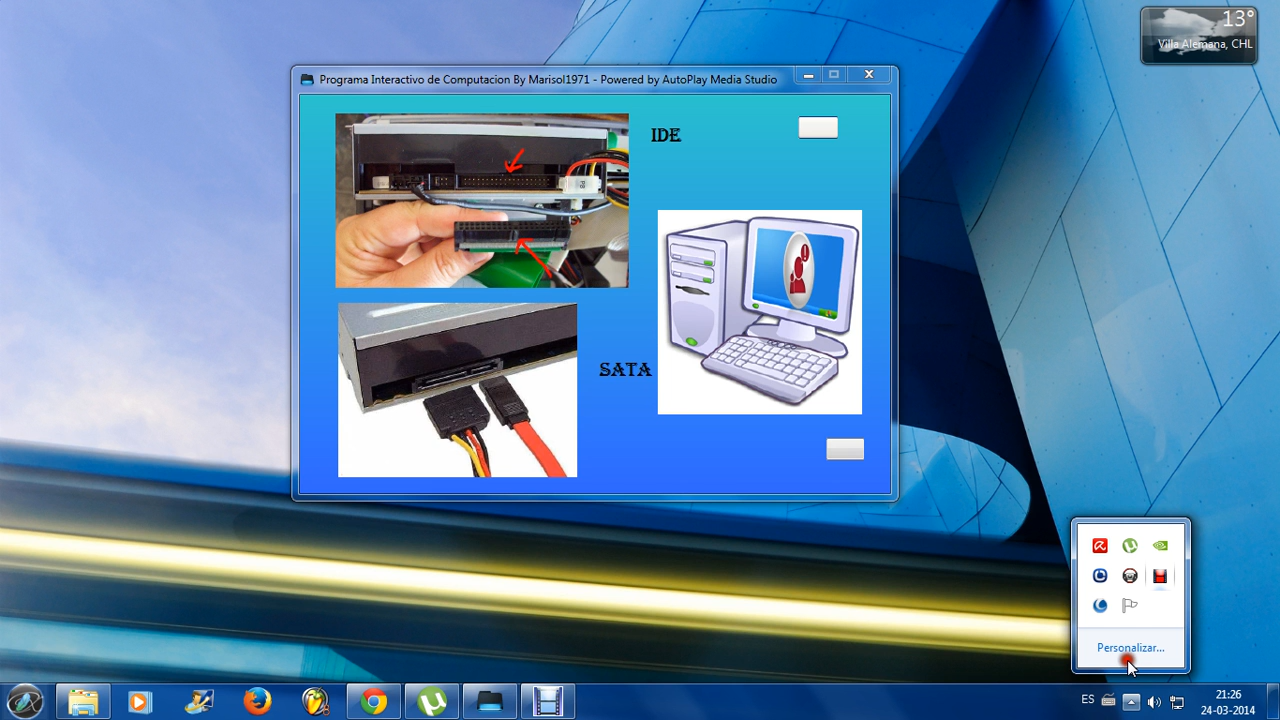 13°
Villa Alemana, CHL
Programa Interactivo de Computacion By Marisol1971 - Powered by AutoPlay Media Studio
IDE
SATA
Personalizar...
ES
21:26
24-03-2014